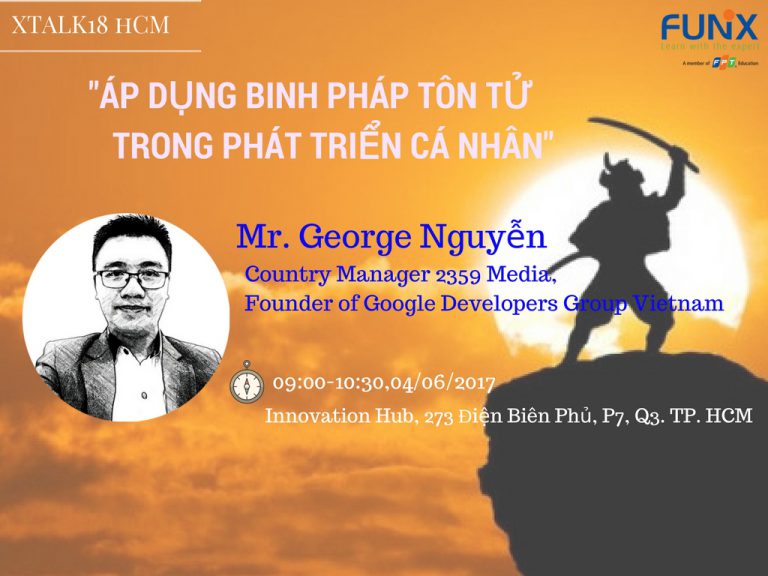 XTALK18 HCM
FUNiX
Learn with the expert
A member of FPT Education
"ÁP DỤNG BINH PHÁP TÔN TỬ
TRONG PHÁT TRIỂN CÁ NHÂN"
Mr. George Nguyễn
Country Manager 2359 Media,
Founder of Google Developers Group Vietnam
09:00-10:30,04/06/2017
Innovation Hub, 273 Điện Biên Phủ, P7, Q3. TP. HCM